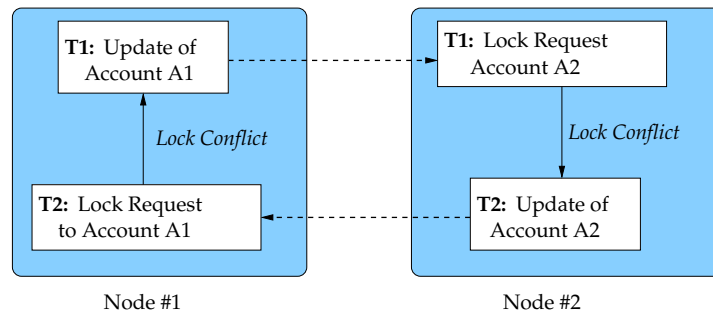 T1: Update of
Account A1
Lock Conflict
T2: Lock Request
to Account A1
Node #1
T1: Lock Request
Account A2
Lock Conflict
T2: Update of
Account A2
Node #2